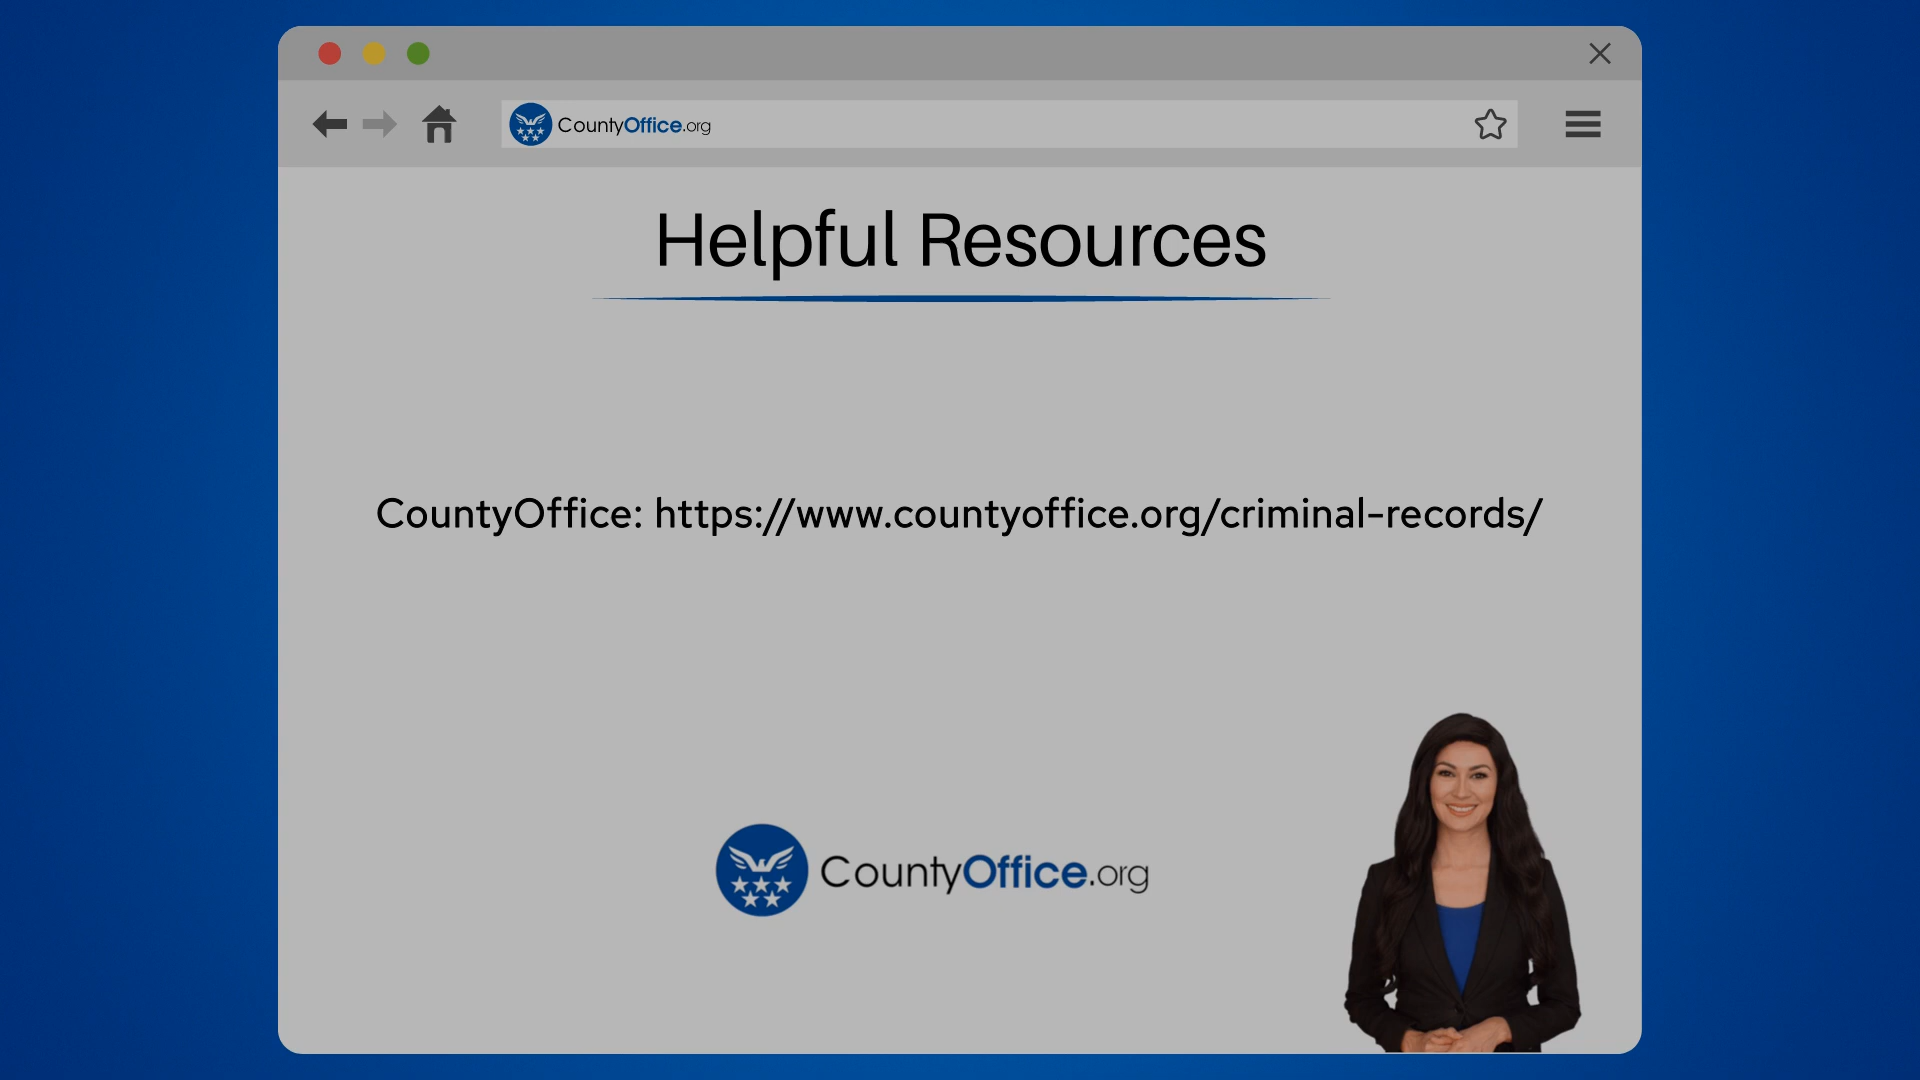 CountyOffice.org
Helpful Resources
CountyOffice: https://www.countyoffice.org/criminal-records/
CountyOffice.org